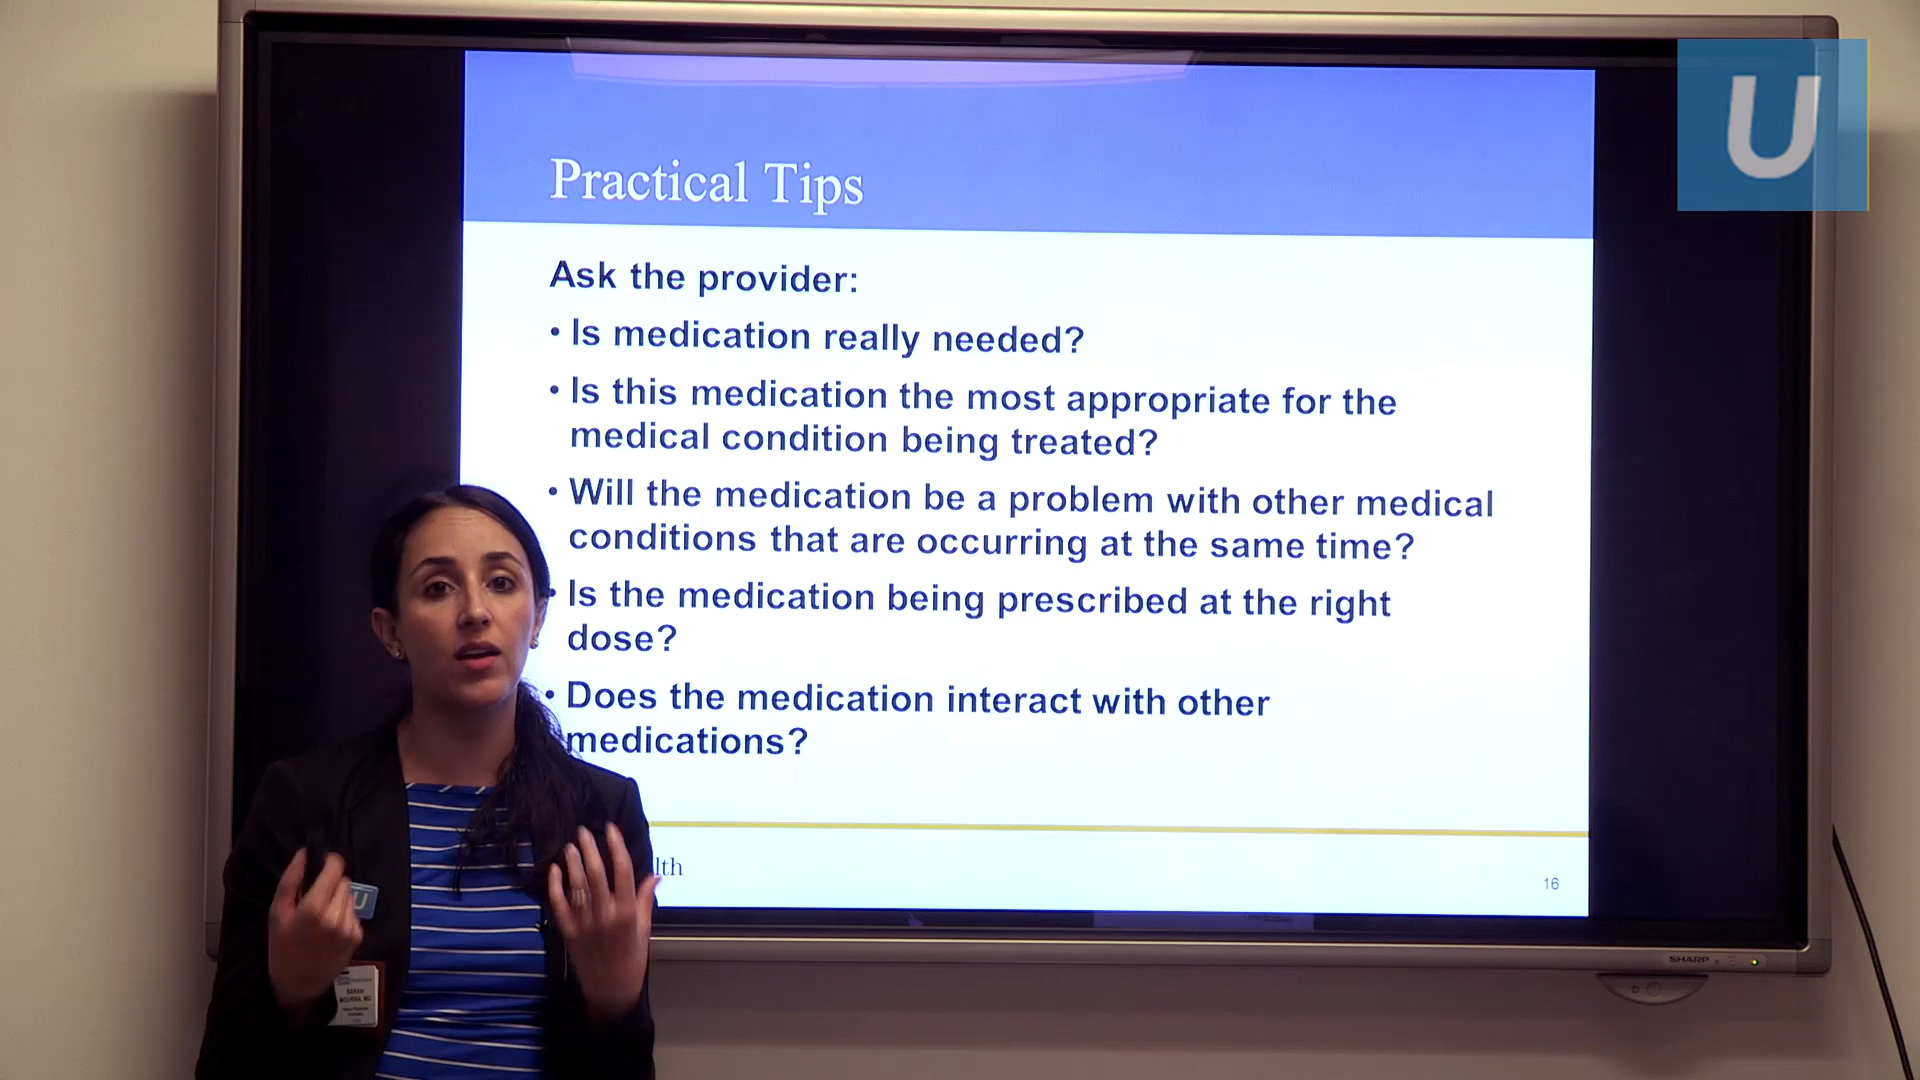 U
Practical Tips
Ask the provider:
• Is medication really needed?
• Is this medication the most appropriate for the
medical condition being treated?
• Will the medication be a problem with other medical
conditions that are occurring at the same time?
• Is the medication being prescribed at the right
dose?
• Does the medication interact with other
medications?
lth
16
SHARP
U
SARAH